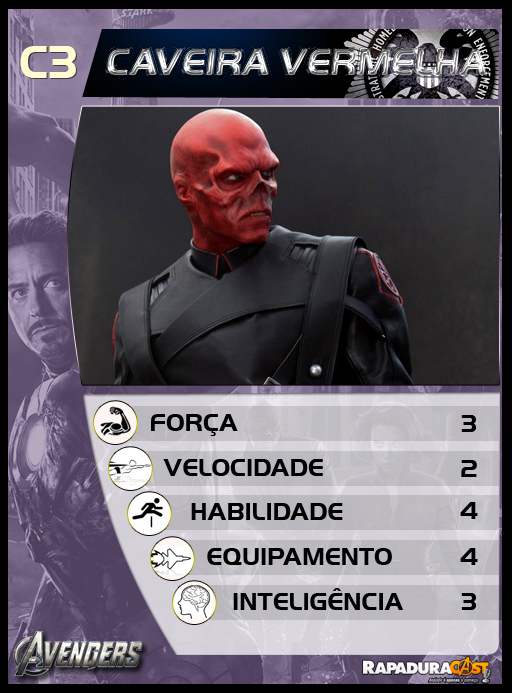 C3
CAVEIRA VERMELHA
FORÇA 3
VELOCIDADE 2
HABILIDADE 4
EQUIPAMENTO 4
INTELIGÊNCIA 3
AVENGERS
RAPADURACAST